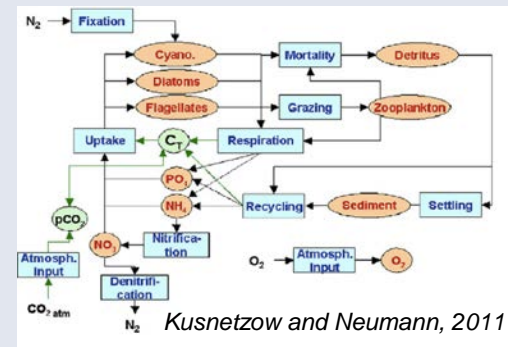 N2 Fixation
Cyano. Mortality Detritus
Diatoms
Flagellates Grazing Zooplankton
Uptake CT Respiration
PO4
NH4 Recycling Sediment Settling
pCO2
NO3 Nitrifica-
tion
O2 Atmosph.
Input O2
Atmosph.
Input
Denitrifi-
cation
CO2 atm
N2
Kusnetzow and Neumann, 2011